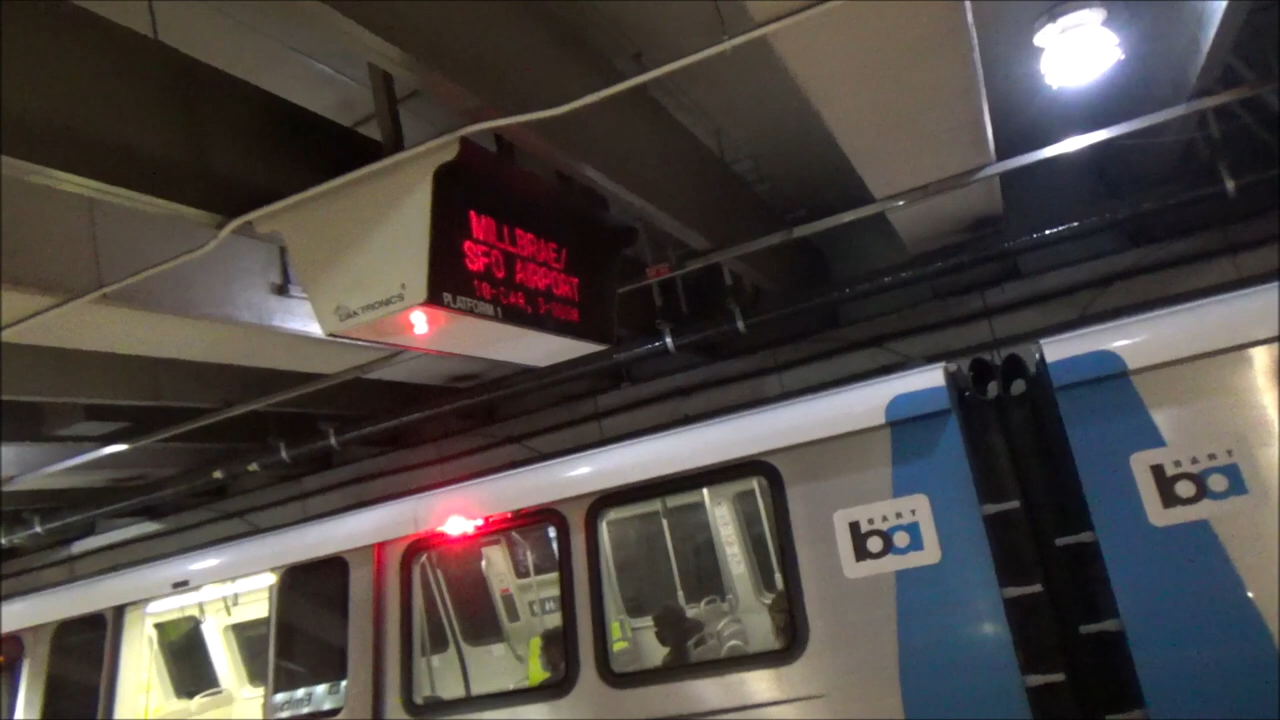 MILLBRAE/
SFO AIRPORT
10-CAR, 3-DOOR
DAKTRONICS
PLATFORM 1
BART
ba
BART
ba